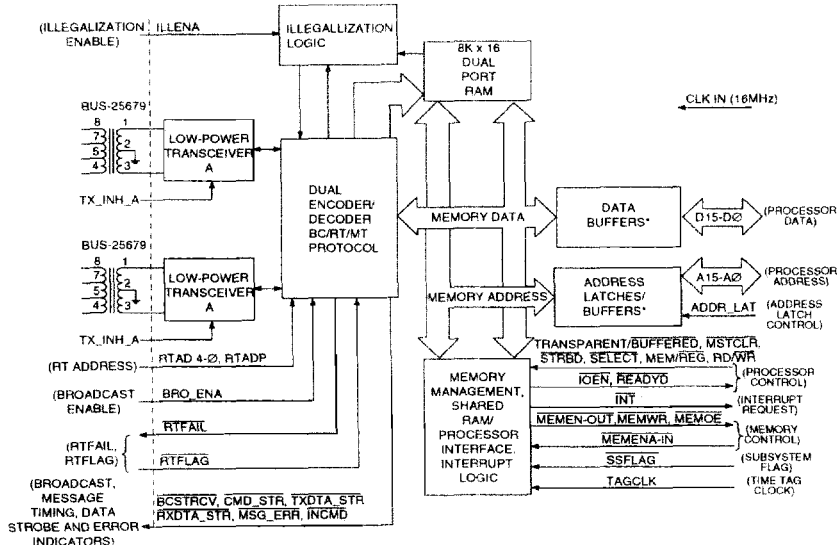 (ILLEGALIZATION
ENABLE)
ILLENA
ILLEGALLIZATION
LOGIC
8K x 16
DUAL
PORT
RAM
CLK IN (16MHz)
BUS-25679
8
7
5
4
1
2
3
LOW-POWER
TRANSCEIVER
A
TX_INH_A
BUS-25679
8
7
5
4
1
2
3
LOW-POWER
TRANSCEIVER
A
TX_INH_A
DUAL
ENCODER/
DECODER
BC/RT/MT
PROTOCOL
MEMORY DATA
DATA
BUFFERS*
D15-DØ
(PROCESSOR
DATA)
MEMORY ADDRESS
ADDRESS
LATCHES/
BUFFERS*
A15-AØ
(PROCESSOR
ADDRESS)
ADDR_LAT
(ADDRESS
LATCH
CONTROL)
(RT ADDRESS)
RTAD 4-Ø, RTADP
(BROADCAST
ENABLE)
BRO_ENA
RTFAIL
(RTFAIL,
RTFLAG)
RTFLAG
(BROADCAST,
MESSAGE
TIMING, DATA
STROBE AND ERROR
INDICATORS)
BCSTRCV, CMD_STR, TXDTA_STR
RXDTA_STR, MSG_ERR, INCMD
MEMORY
MANAGEMENT,
SHARED
RAM/
PROCESSOR
INTERFACE,
INTERRUPT
LOGIC
TRANSPARENT/BUFFERED, MSTCLR,
STRBD, SELECT, MEM/REG, RD/WR
IOEN, READYD
(PROCESSOR
CONTROL)
INT
(INTERRUPT
REQUEST)
MEMEN-OUT, MEMWR, MEMOE
MEMENA-IN
(MEMORY
CONTROL)
SSFLAG
(SUBSYSTEM
FLAG)
TAGCLK
(TIME TAG
CLOCK)